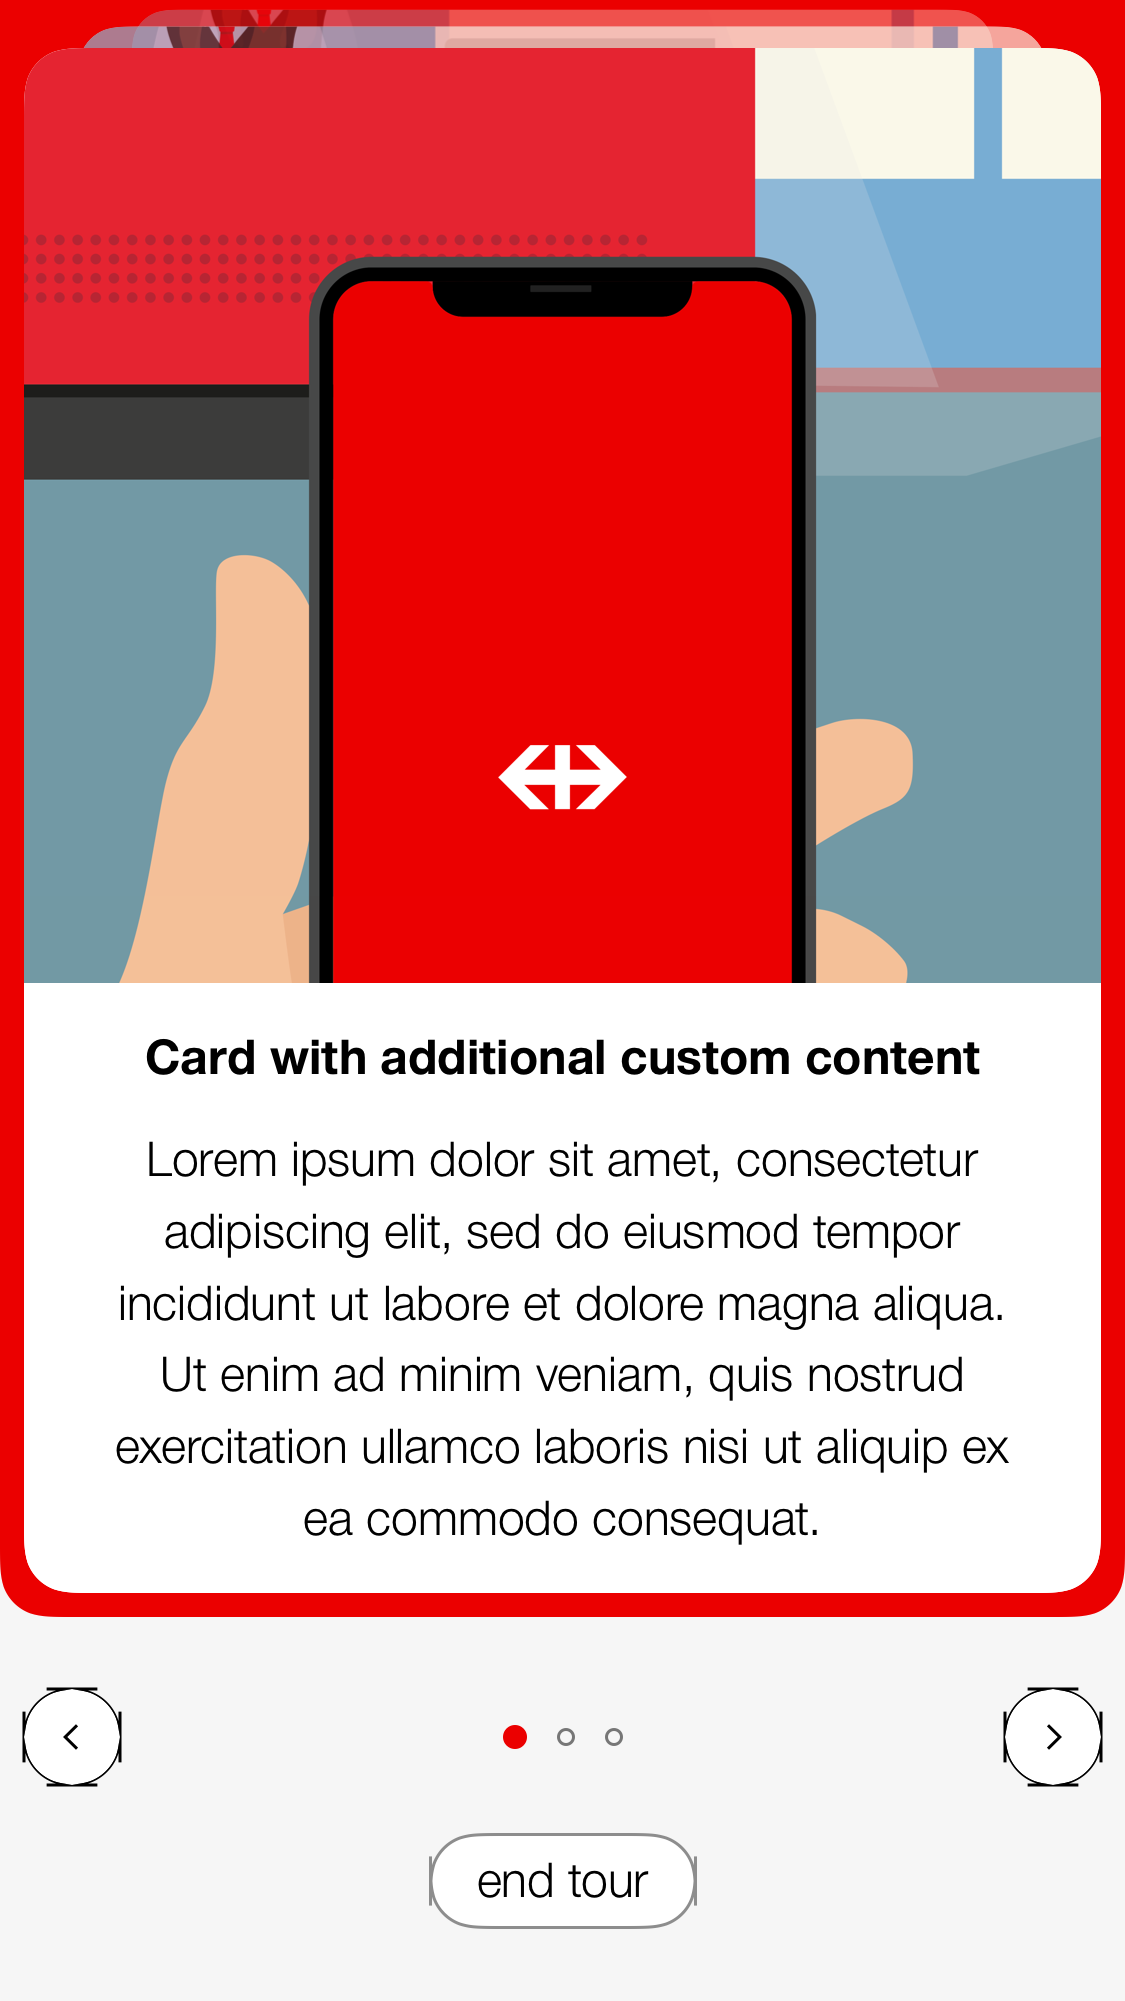 Card with additional custom content
Lorem ipsum dolor sit amet, consectetur
adipiscing elit, sed do eiusmod tempor
incididunt ut labore et dolore magna aliqua.
Ut enim ad minim veniam, quis nostrud
exercitation ullamco laboris nisi ut aliquip ex
ea commodo consequat.
end tour